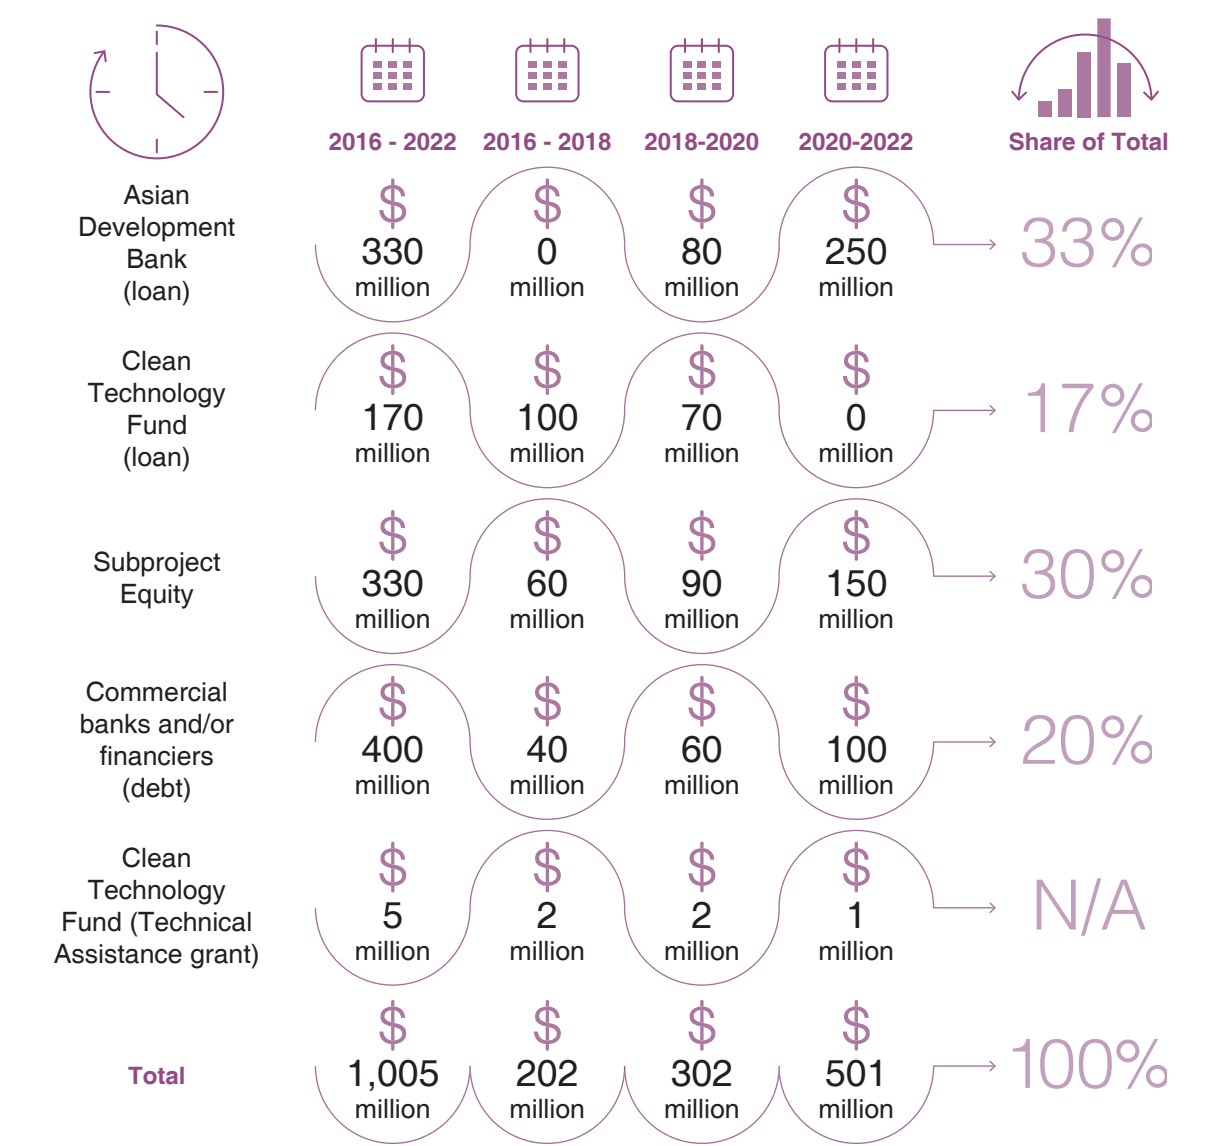 2016 - 2022 2016 - 2018 2018-2020 2020-2022 Share of Total
Asian
Development
Bank
(loan)
$ $ $ $
330 0 80 250
million million million million
33%
Clean
Technology
Fund
(loan)
$ $ $ $
170 100 70 0
million million million million
17%
Subproject
Equity
$ $ $ $
330 60 90 150
million million million million
30%
Commercial
banks and/or
financiers
(debt)
$ $ $ $
400 40 60 100
million million million million
20%
Clean
Technology
Fund (Technical
Assistance grant)
$ $ $ $
5 2 2 1
million million million million
N/A
Total
$ $ $ $
1,005 202 302 501
million million million million
100%